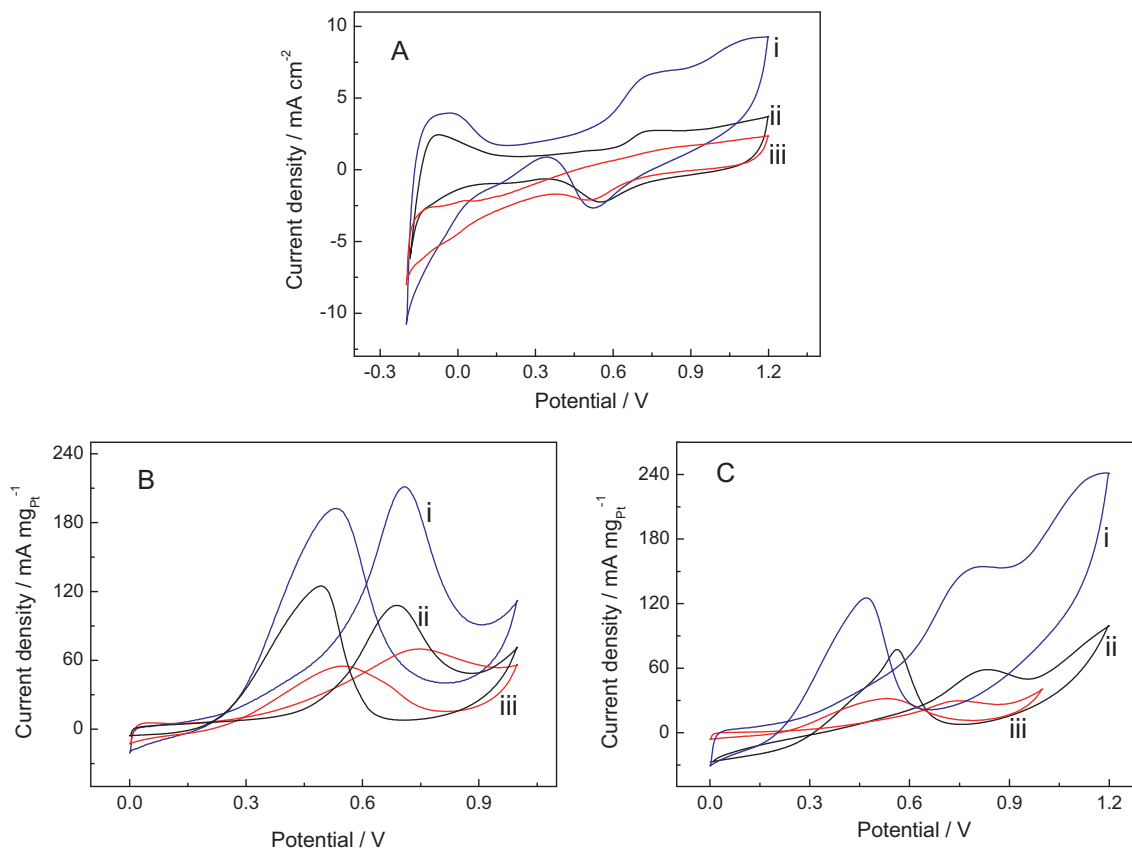 A
Current density / mA cm-2
10
5
0
-5
-10
i
ii
iii
-0.3
0.0
0.3
0.6
0.9
1.2
Potential / V
B
Current density / mA mgPt-1
240
180
120
60
0
i
ii
iii
0.0
0.3
0.6
0.9
Potential / V
C
Current density / mA mgPt-1
240
180
120
60
0
i
ii
iii
0.0
0.3
0.6
0.9
1.2
Potential / V